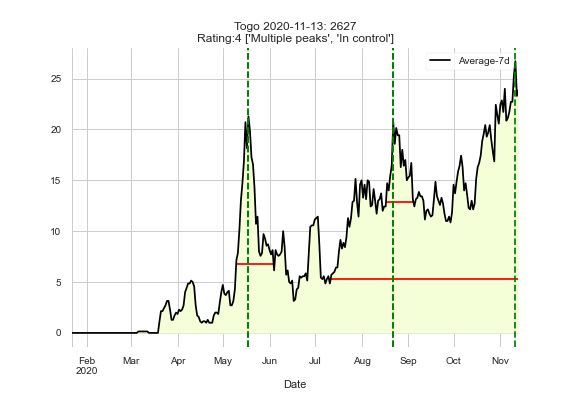 Togo 2020-11-13: 2627
Rating:4 ['Multiple peaks', 'In control']
Average-7d
25
20
15
10
5
0
Feb Mar Apr May Jun Jul Aug Sep Oct Nov
2020
Date